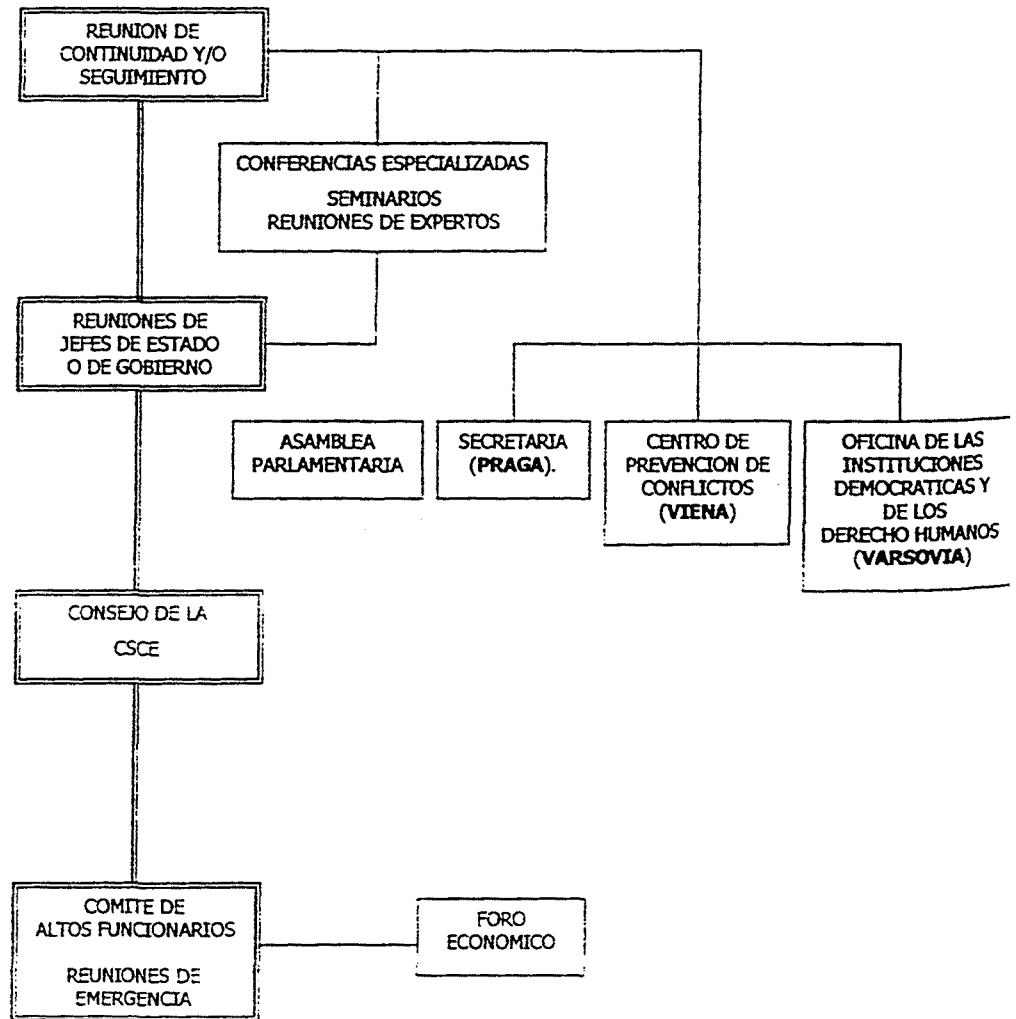 REUNION DE
CONTINUIDAD Y/O
SEGUIMIENTO
CONFERENCIAS ESPECIALIZADAS
SEMINARIOS
REUNIONES DE EXPERTOS
REUNIONES DE
JEFES DE ESTADO
O DE GOBIERNO
ASAMBLEA
PARLAMENTARIA
SECRETARIA
(PRAGA).
CENTRO DE
PREVENCION DE
CONFLICTOS
(VIENA)
OFICINA DE LAS
INSTITUCIONES
DEMOCRATICAS Y
DE LOS
DERECHO HUMANOS
(VARSOVIA)
CONSEJO DE LA
CSCE
COMITE DE
ALTOS FUNCIONARIOS
REUNIONES DE
EMERGENCIA
FORO
ECONOMICO